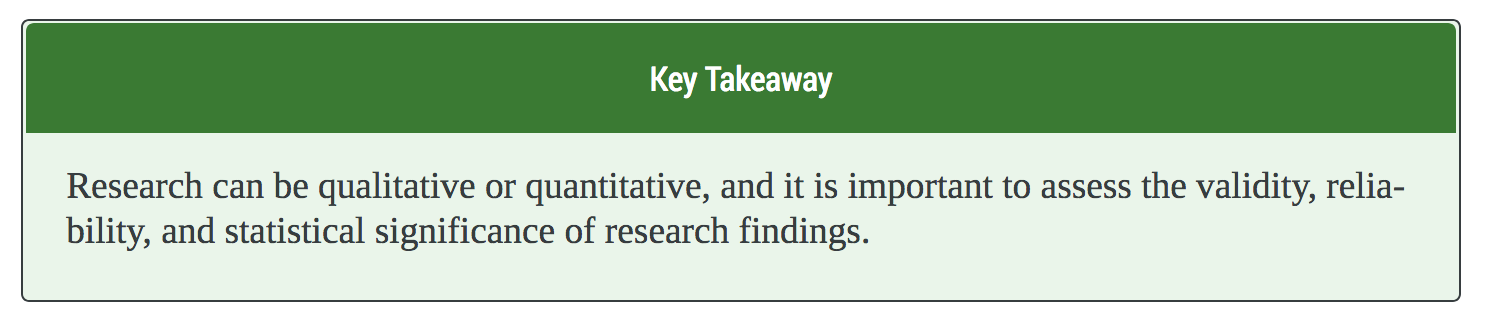 Key Takeaway
Research can be qualitative or quantitative, and it is important to assess the validity, relia-
bility, and statistical significance of research findings.